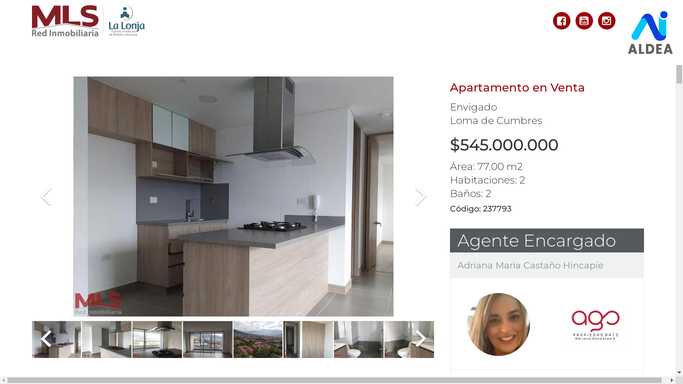 MLS
Red Inmobiliaria
La Lonja
ALDEA
Apartamento en Venta
Envigado
Loma de Cumbres
$545.000.000
Área: 77.00 m2
Habitaciones: 2
Baños: 2
Código: 237793
Agente Encargado
Adriana Maria Castaño Hincapie
ago
MLS
Red Inmobiliaria